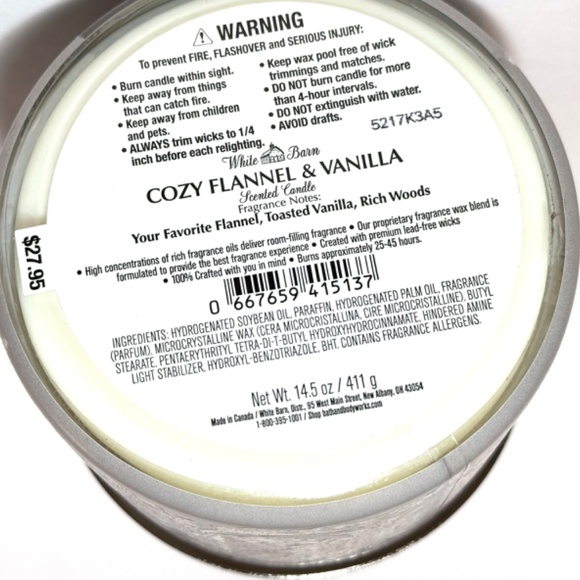 ⚠ WARNING
To prevent FIRE, FLASHOVER and SERIOUS INJURY:
• Burn candle within sight.
• Keep away from things
that can catch fire.
• Keep away from children
and pets.
• ALWAYS trim wicks to 1/4
inch before each relighting.
• Keep wax pool free of wick
trimmings and matches.
• DO NOT burn candle for more
than 4-hour intervals.
• DO NOT extinguish with water.
• AVOID drafts.
5217K3A5
White Barn
COZY FLANNEL & VANILLA
Scented Candle
Fragrance Notes:
Your Favorite Flannel, Toasted Vanilla, Rich Woods
• High concentrations of rich fragrance oils deliver room-filling fragrance • Our proprietary fragrance wax blend is
formulated to provide the best fragrance experience • Created with premium lead-free wicks
• 100% Crafted with you in mind • Burns approximately 25-45 hours.
$27.95
0 667659 415137
INGREDIENTS: HYDROGENATED SOYBEAN OIL, PARAFFIN, HYDROGENATED PALM OIL, FRAGRANCE
(PARFUM), MICROCRYSTALLINE WAX (CERA MICROCRISTALLINA, CIRE MICROCRISTALLINE), BUTYL
STEARATE, PENTAERYTHRITYL TETRA-DI-T-BUTYL HYDROXYHYDROCINNAMATE, HINDERED AMINE
LIGHT STABILIZER, HYDROXYL-BENZOTRIAZOLE, BHT. CONTAINS FRAGRANCE ALLERGENS.
Net Wt. 14.5 oz / 411 g
Made in Canada / White Barn, Distr., 95 West Main Street, New Albany, OH 43054
1-800-395-1001 / Shop bathandbodyworks.com